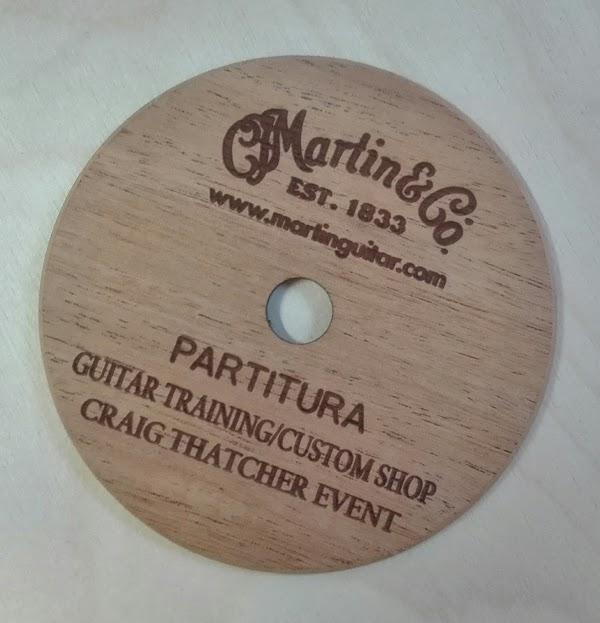 CFMartin & Co.
EST. 1833
www.martinguitar.com
PARTITURA
GUITAR TRAINING/CUSTOM SHOP
CRAIG THATCHER EVENT